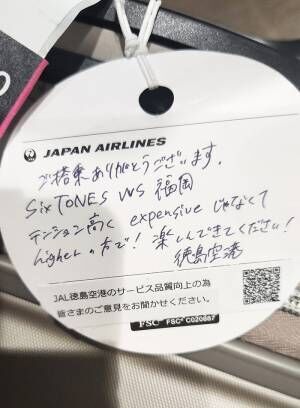 JAPAN AIRLINES
ご搭乗ありがとうございます。
SixTONES VVS 福岡
テンション高く expensive じゃなくて
higher の方で! 楽しんできてください!
徳島空港
JAL徳島空港のサービス品質向上の為
皆さまのご意見をお聞かせください。
FSC FSC® C020667